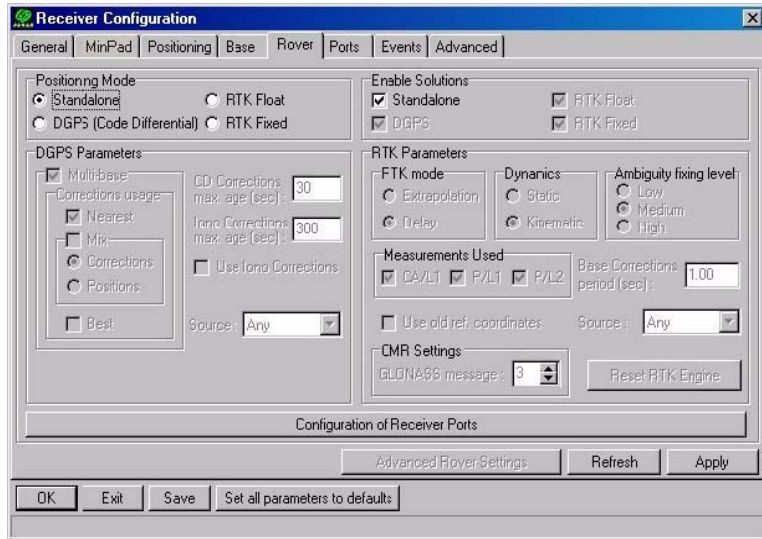 Receiver Configuration
General MinPad Positioning Base Rover Ports Events Advanced
Positioning Mode
Standalone
RTK Float
DGPS (Code Differential)
RTK Fixed
Enable Solutions
Standalone
RTK Float
DGPS
RTK Fixed
DGPS Parameters
Multi-base
Corrections usage
Nearest
Mix:
Corrections
Positions
Best
CD Corrections
max. age (sec) :
30
Iono Corrections
max. age (sec) :
300
Use Iono Corrections
Source : Any
RTK Parameters
RTK mode
Extrapolation
Delay
Dynamics
Static
Kinematic
Ambiguity fixing level
Low
Medium
High
Measurements Used
CA/L1 P/L1 P/L2
Base Corrections
period (sec) :
1.00
Use old ref. coordinates
Source : Any
CMR Settings
GLONASS message : 3
Reset RTK Engine
Configuration of Receiver Ports
Advanced Rover Settings Refresh Apply
OK Exit Save Set all parameters to defaults